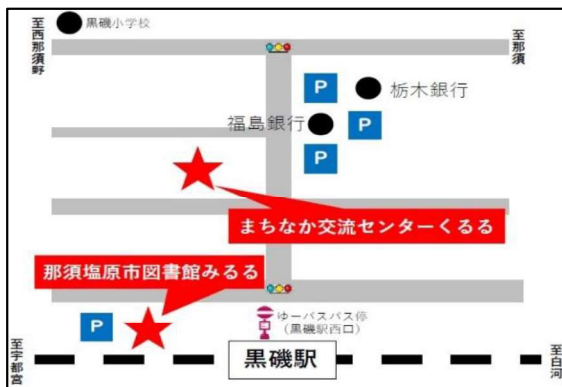 至西那須野
黒磯小学校
至那須
P
栃木銀行
福島銀行
P
P
まちなか交流センターくるる
那須塩原市図書館みるる
P
ゆーバスバス停
(黒磯駅西口)
至宇都宮
黒磯駅
至白河